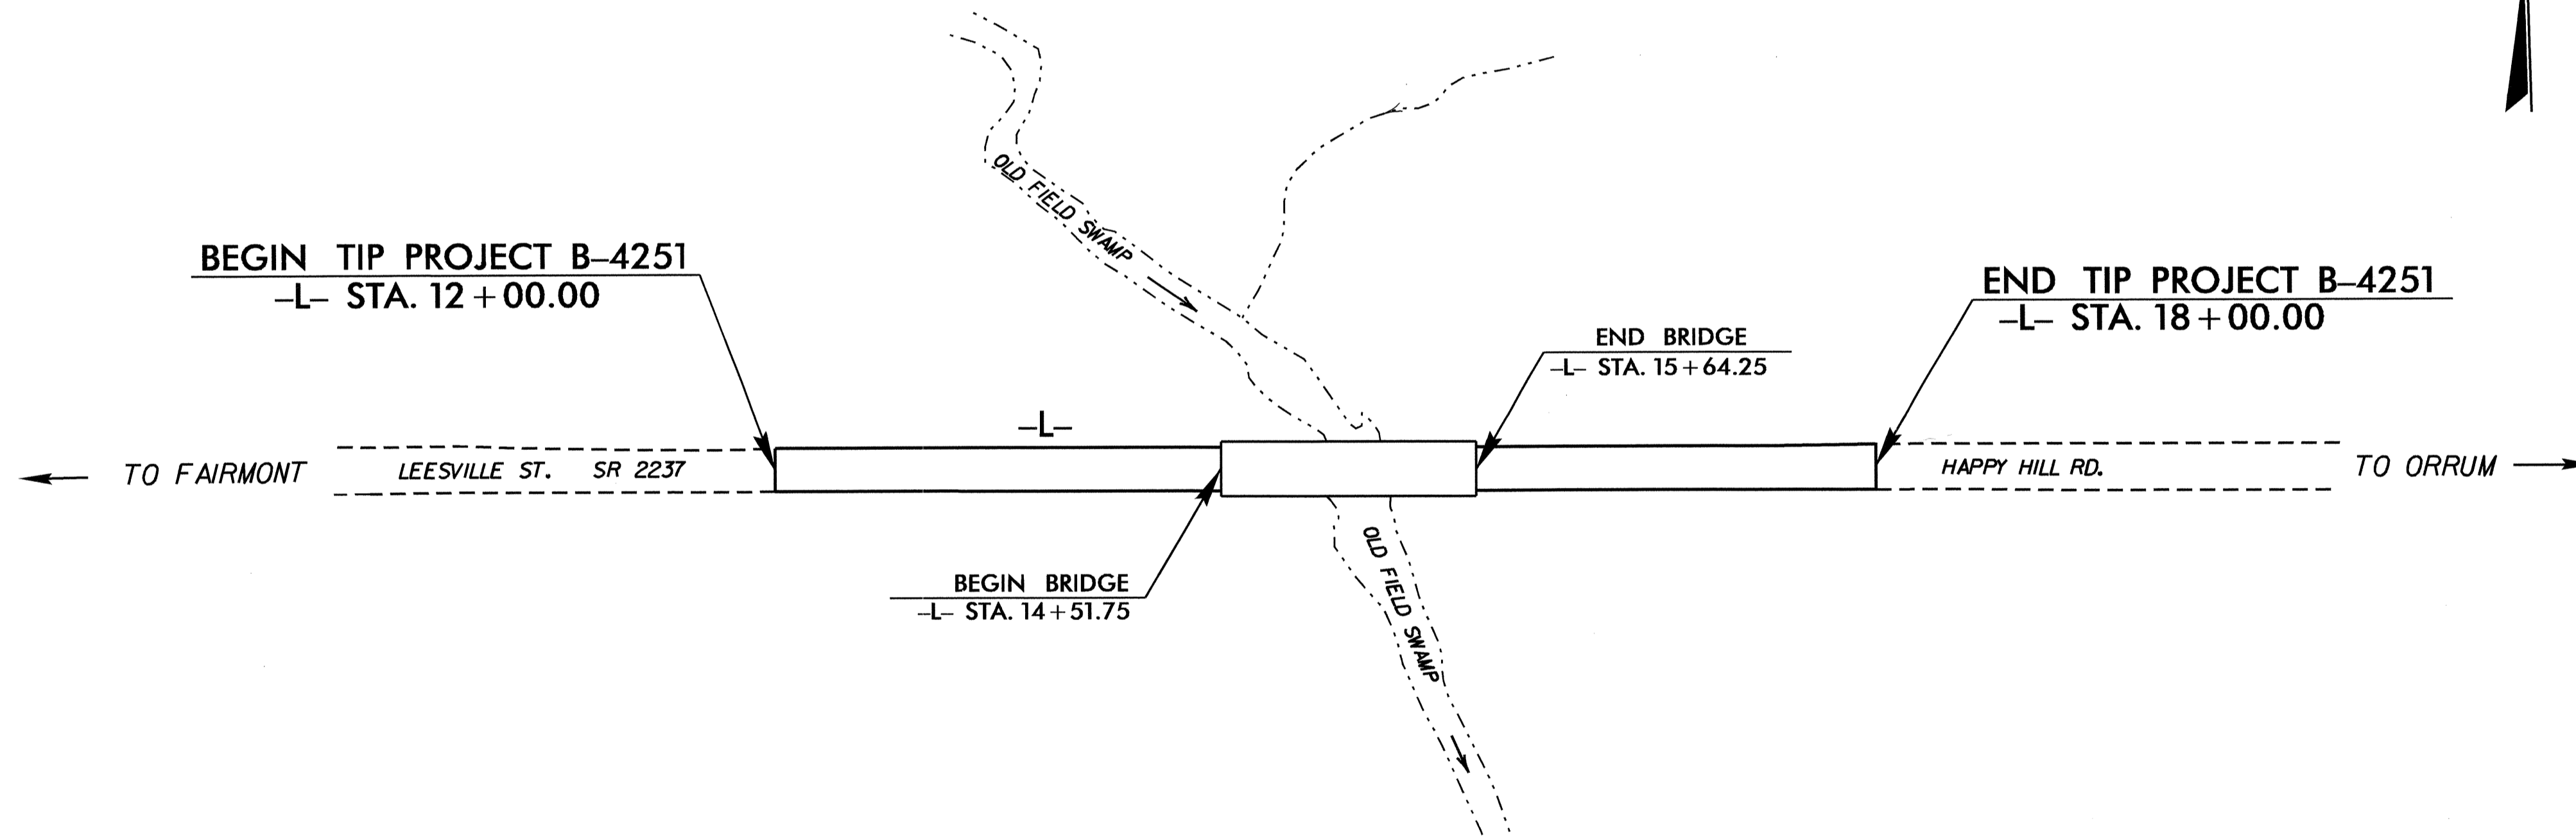 OLD FIELD SWAMP
BEGIN TIP PROJECT B–4251
–L– STA. 12+00.00
END TIP PROJECT B–4251
–L– STA. 18+00.00
END BRIDGE
–L– STA. 15+64.25
–L–
TO FAIRMONT
LEESVILLE ST. SR 2237
HAPPY HILL RD.
TO ORRUM
BEGIN BRIDGE
–L– STA. 14+51.75
OLD FIELD SWAMP